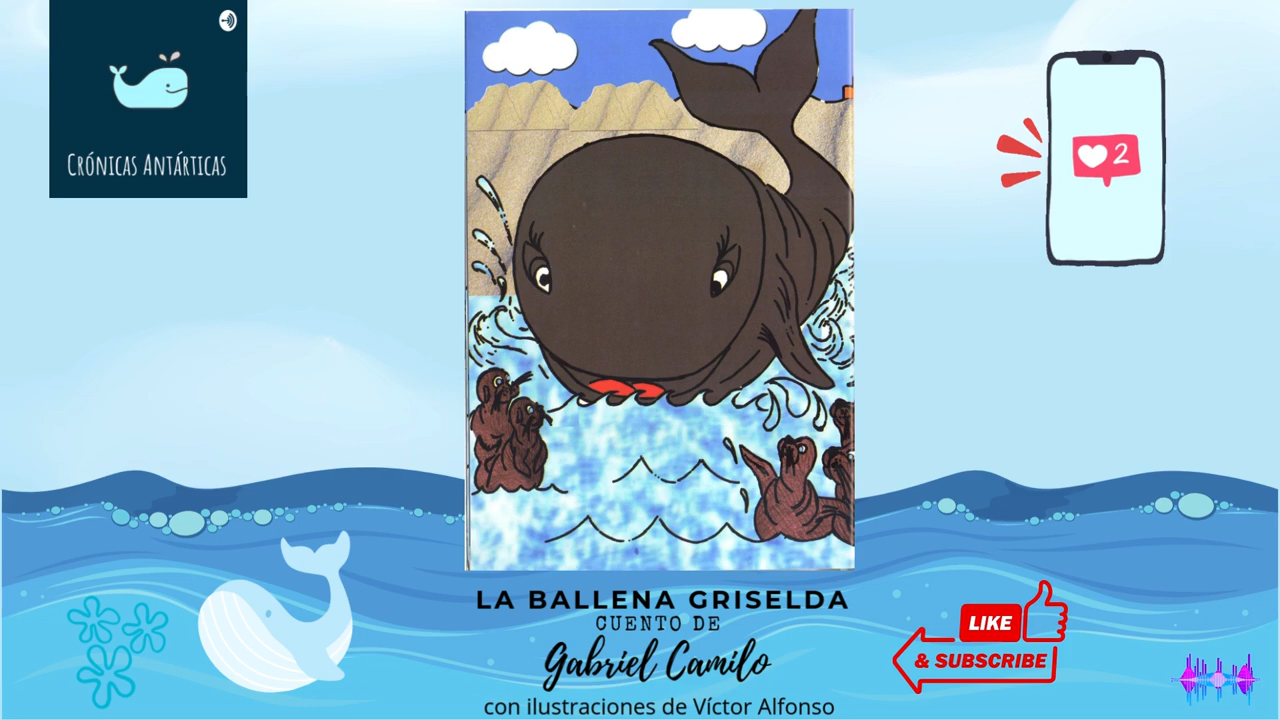 CRÓNICAS ANTÁRTICAS
2
LA BALLENA GRISELDA
CUENTO DE
Gabriel Camilo
con ilustraciones de Víctor Alfonso
LIKE
& SUBSCRIBE